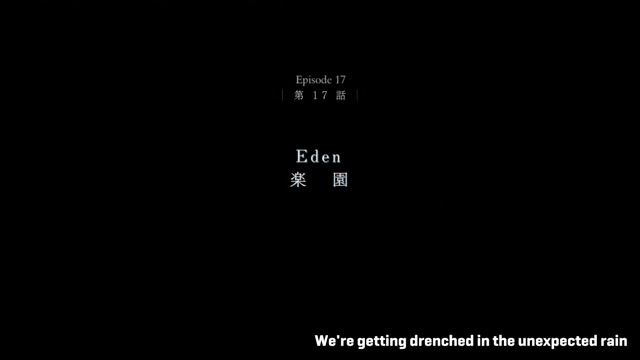 Episode 17
第 17 話
Eden
楽 園
We're getting drenched in the unexpected rain